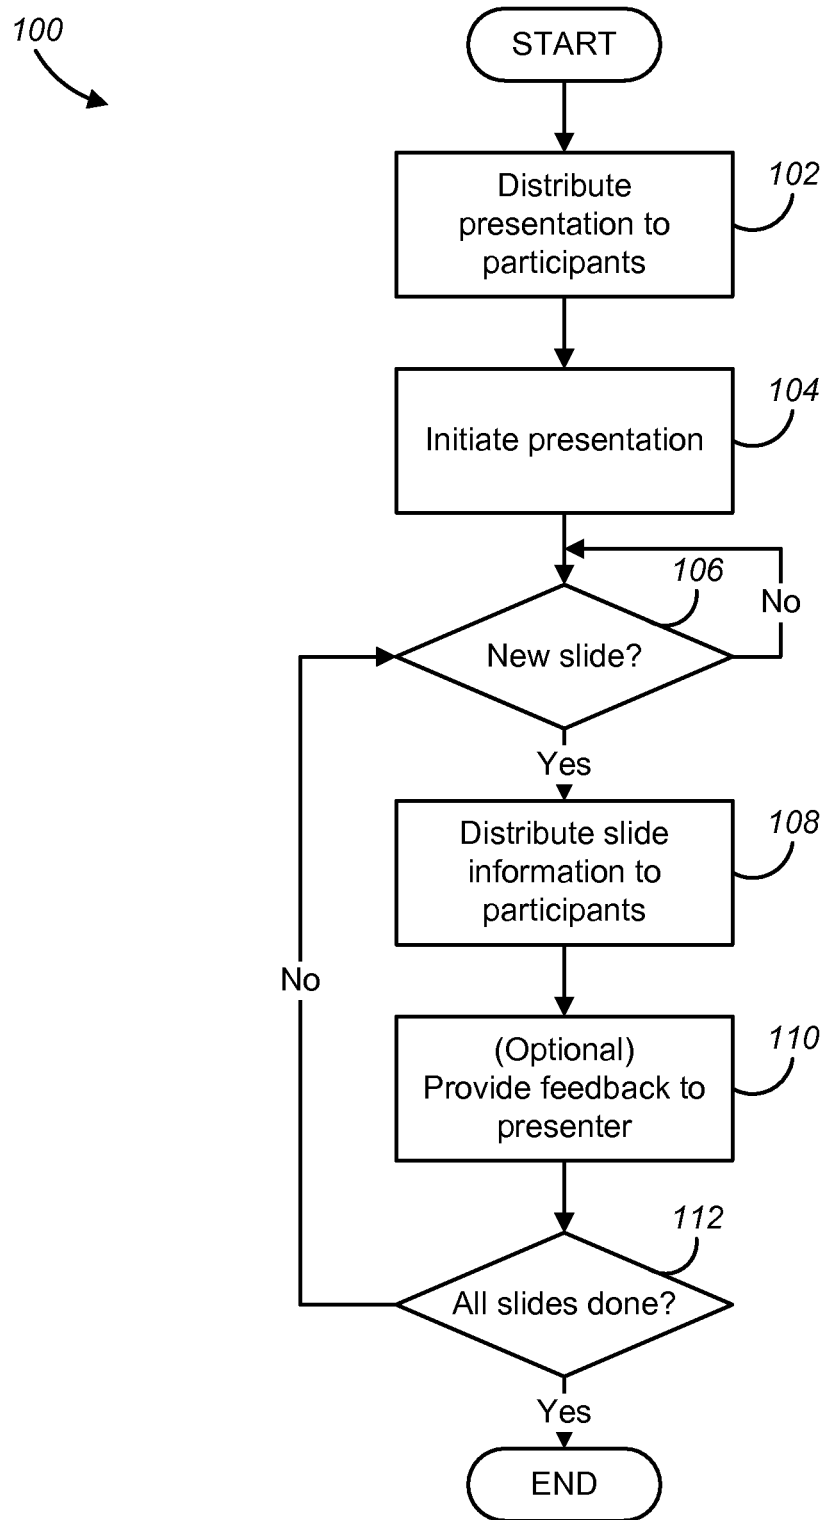 100
START
Distribute
presentation to
participants
102
Initiate presentation
104
106
No
New slide?
Yes
Distribute slide
information to
participants
108
No
(Optional)
Provide feedback to
presenter
110
112
All slides done?
Yes
END